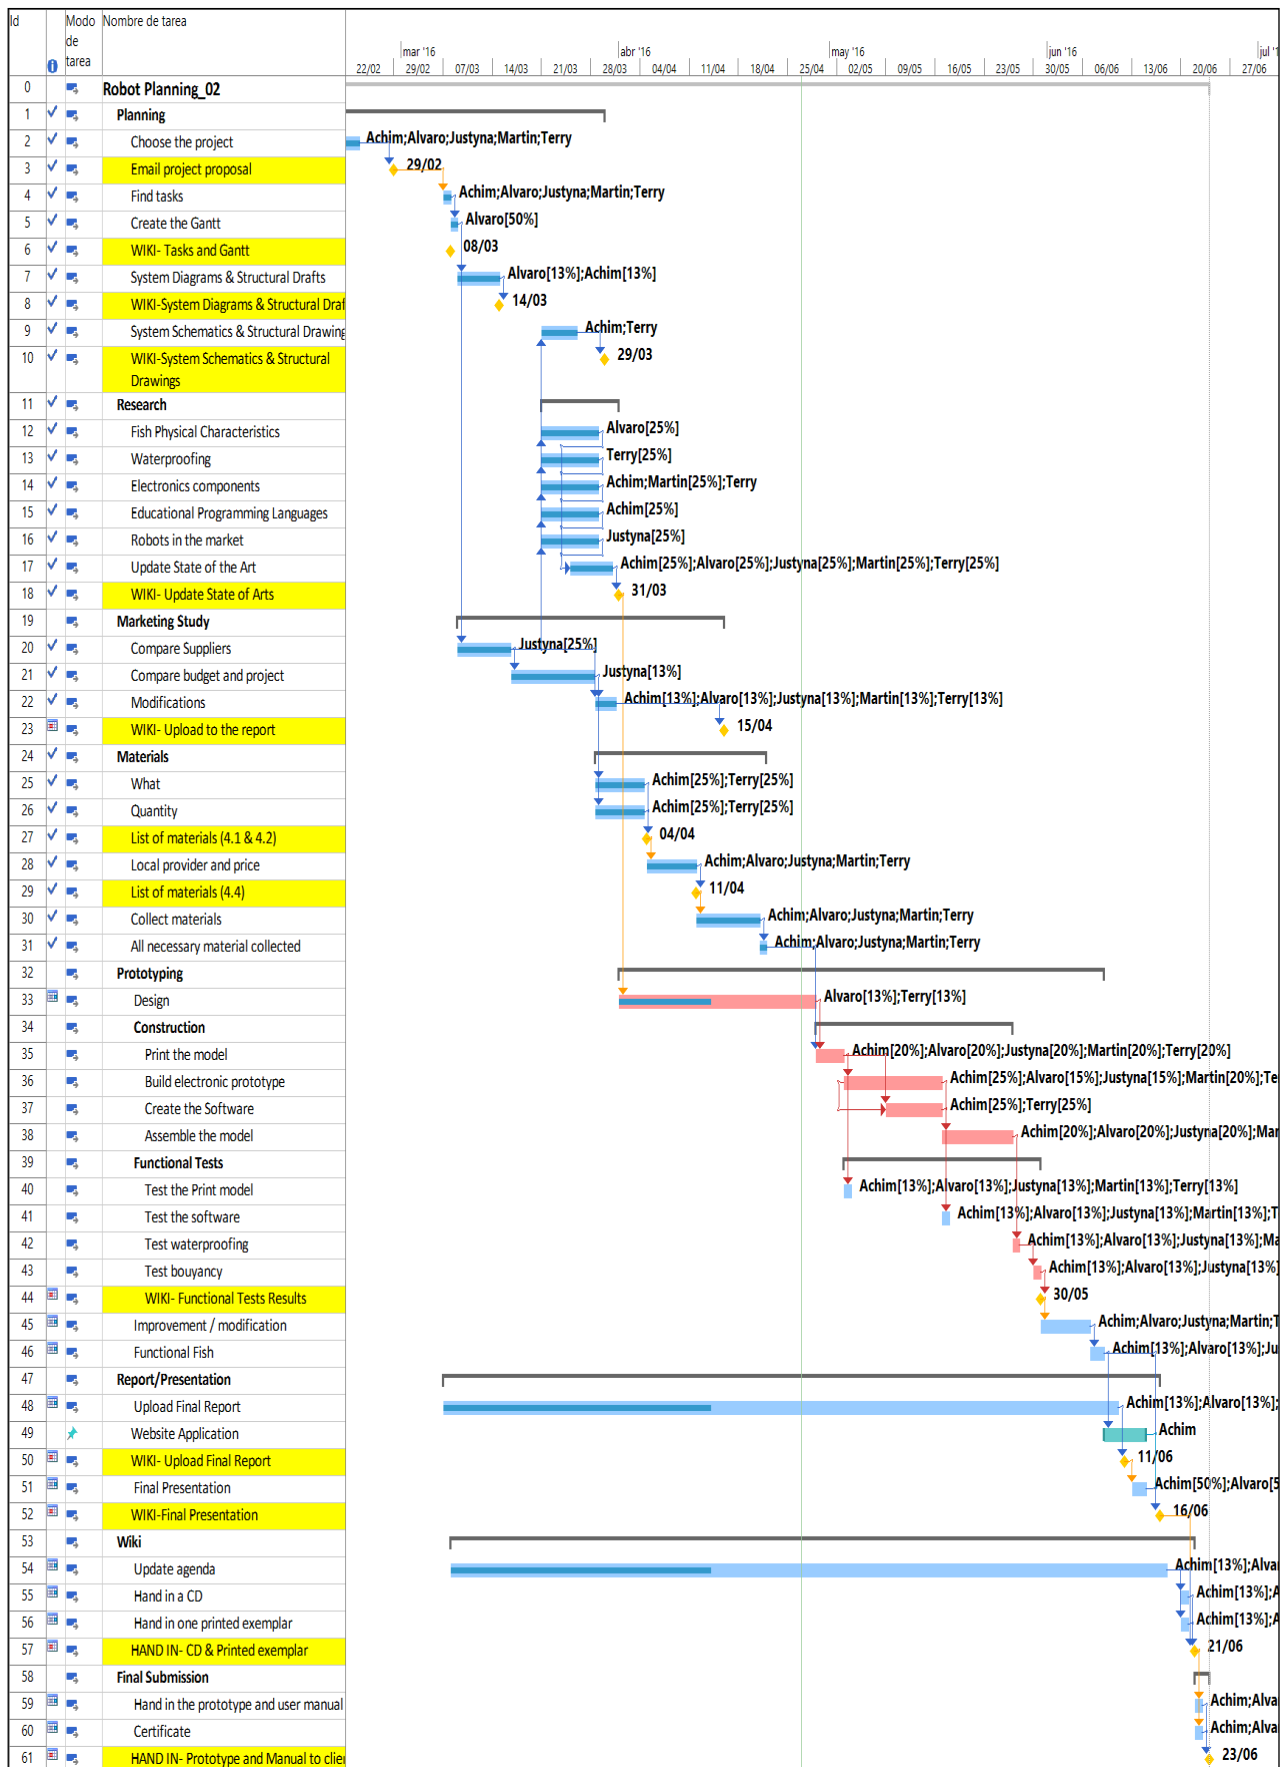 Id Modo de tarea Nombre de tarea
mar '16 abr '16 may '16 jun '16 jul '1
22/02 29/02 07/03 14/03 21/03 28/03 04/04 11/04 18/04 25/04 02/05 09/05 16/05 23/05 30/05 06/06 13/06 20/06 27/06
0 Robot Planning_02
1 Planning
2 Choose the project Achim;Alvaro;Justyna;Martin;Terry
3 Email project proposal 29/02
4 Find tasks Achim;Alvaro;Justyna;Martin;Terry
5 Create the Gantt Alvaro[50%]
6 WIKI- Tasks and Gantt 08/03
7 System Diagrams & Structural Drafts Alvaro[13%];Achim[13%]
8 WIKI-System Diagrams & Structural Draf 14/03
9 System Schematics & Structural Drawing Achim;Terry
10 WIKI-System Schematics & Structural 29/03
Drawings
11 Research
12 Fish Physical Characteristics Alvaro[25%]
13 Waterproofing Terry[25%]
14 Electronics components Achim;Martin[25%];Terry
15 Educational Programming Languages Achim[25%]
16 Robots in the market Justyna[25%]
17 Update State of the Art Achim[25%];Alvaro[25%];Justyna[25%];Martin[25%];Terry[25%]
18 WIKI- Update State of Arts 31/03
19 Marketing Study
20 Compare Suppliers Justyna[25%]
21 Compare budget and project Justyna[13%]
22 Modifications Achim[13%];Alvaro[13%];Justyna[13%];Martin[13%];Terry[13%]
23 WIKI- Upload to the report 15/04
24 Materials
25 What Achim[25%];Terry[25%]
26 Quantity Achim[25%];Terry[25%]
27 List of materials (4.1 & 4.2) 04/04
28 Local provider and price Achim;Alvaro;Justyna;Martin;Terry
29 List of materials (4.4) 11/04
30 Collect materials Achim;Alvaro;Justyna;Martin;Terry
31 All necessary material collected Achim;Alvaro;Justyna;Martin;Terry
32 Prototyping
33 Design Alvaro[13%];Terry[13%]
34 Construction
35 Print the model Achim[20%];Alvaro[20%];Justyna[20%];Martin[20%];Terry[20%]
36 Build electronic prototype Achim[25%];Alvaro[15%];Justyna[15%];Martin[20%];Te
37 Create the Software Achim[25%];Terry[25%]
38 Assemble the model Achim[20%];Alvaro[20%];Justyna[20%];Mar
39 Functional Tests
40 Test the Print model Achim[13%];Alvaro[13%];Justyna[13%];Martin[13%];Terry[13%]
41 Test the software Achim[13%];Alvaro[13%];Justyna[13%];Martin[13%];T
42 Test waterproofing Achim[13%];Alvaro[13%];Justyna[13%];Ma
43 Test bouyancy Achim[13%];Alvaro[13%];Justyna[13%]
44 WIKI- Functional Tests Results 30/05
45 Improvement / modification Achim;Alvaro;Justyna;Martin;T
46 Functional Fish Achim[13%];Alvaro[13%];Ju
47 Report/Presentation
48 Upload Final Report Achim[13%];Alvaro[13%];
49 Website Application Achim
50 WIKI- Upload Final Report 11/06
51 Final Presentation Achim[50%];Alvaro[5
52 WIKI-Final Presentation 16/06
53 Wiki
54 Update agenda Achim[13%];Alva
55 Hand in a CD Achim[13%];A
56 Hand in one printed exemplar Achim[13%];A
57 HAND IN- CD & Printed exemplar 21/06
58 Final Submission
59 Hand in the prototype and user manual Achim;Alva
60 Certificate Achim;Alva
61 HAND IN- Prototype and Manual to clier 23/06